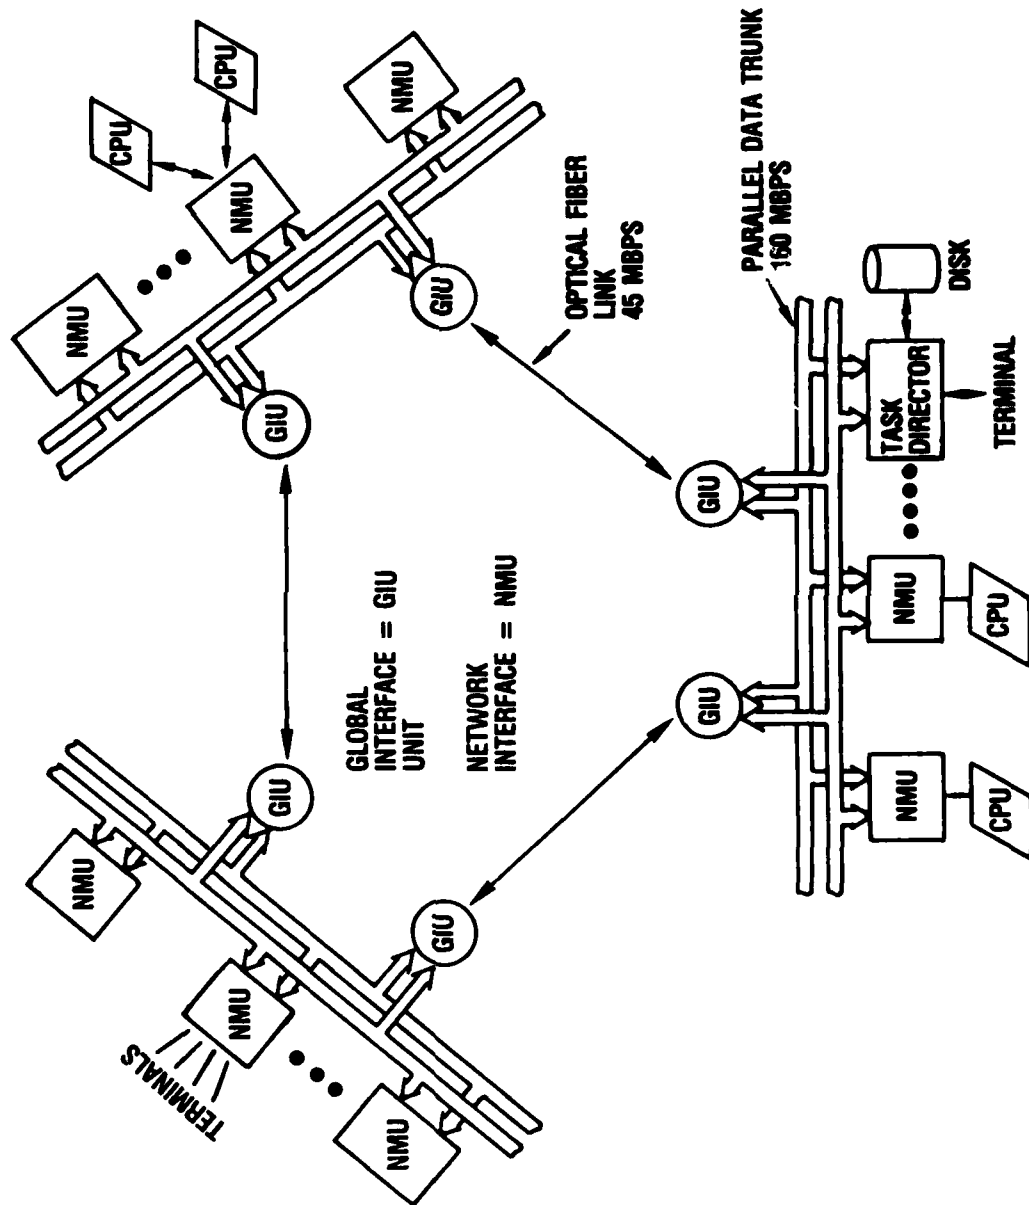 TERMINALS
NMU
NMU
NMU
GIU
GIU
GLOBAL
INTERFACE = GIU
UNIT
NETWORK
INTERFACE = NMU
GIU
GIU
NMU
NMU
NMU
CPU
CPU
OPTICAL FIBER
LINK
45 MBPS
PARALLEL DATA TRUNK
160 MBPS
GIU
GIU
NMU
NMU
TASK
DIRECTOR
CPU
CPU
TERMINAL
DISK